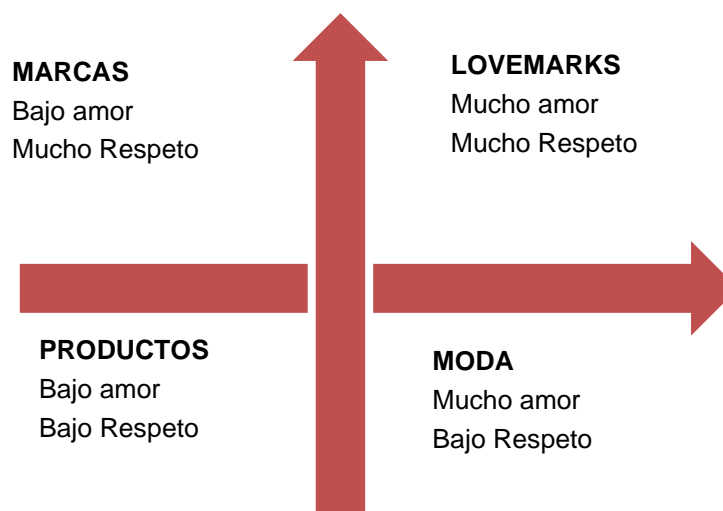 MARCAS
Bajo amor
Mucho Respeto
LOVEMARKS
Mucho amor
Mucho Respeto
PRODUCTOS
Bajo amor
Bajo Respeto
MODA
Mucho amor
Bajo Respeto